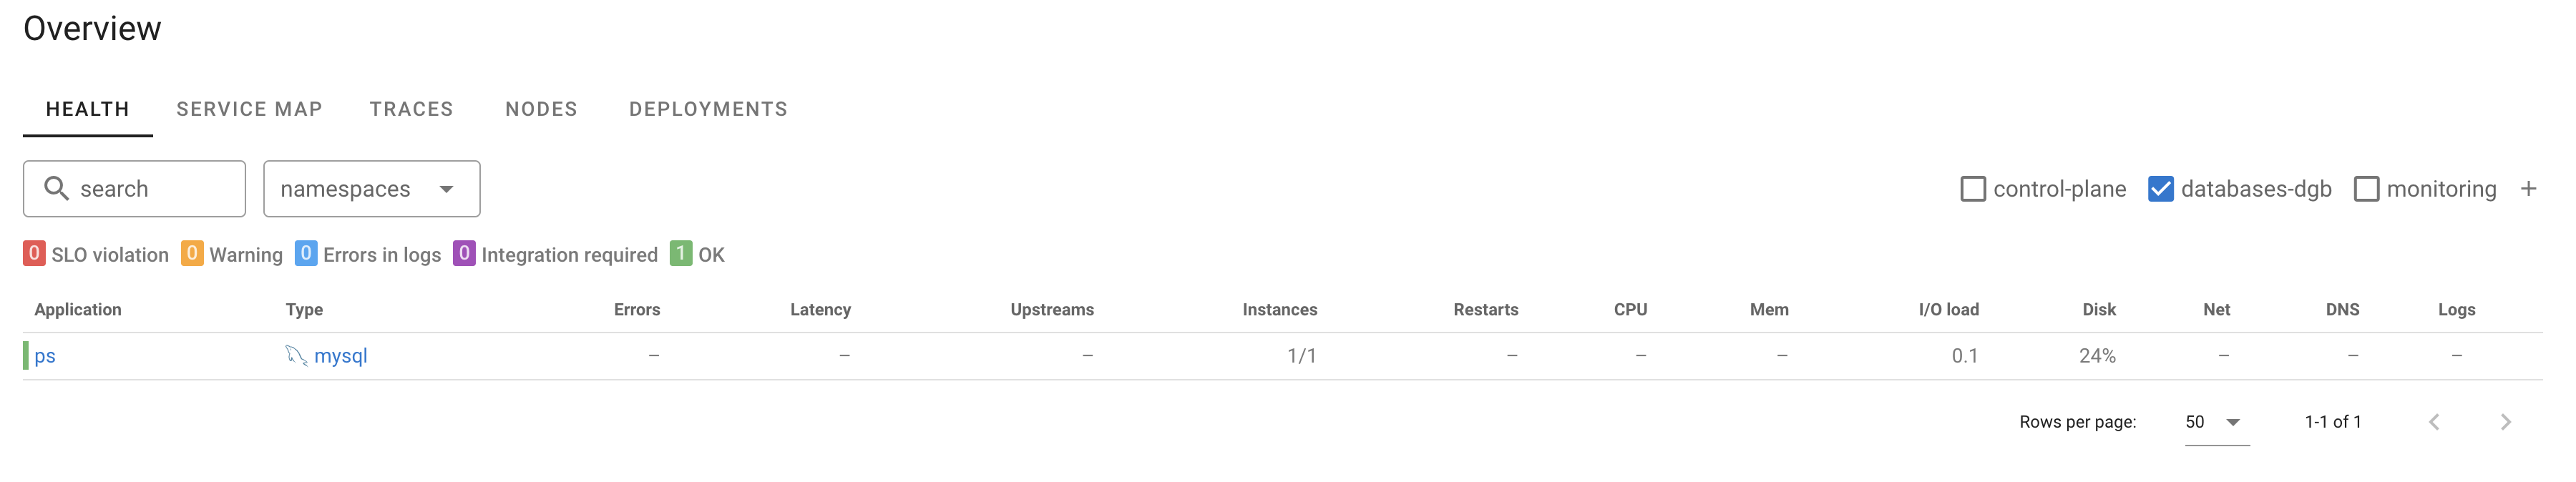 Overview
HEALTH SERVICE MAP TRACES NODES DEPLOYMENTS
search namespaces control-plane databases-dgb monitoring +
0 SLO violation 0 Warning 0 Errors in logs 0 Integration required 1 OK
Application Type Errors Latency Upstreams Instances Restarts CPU Mem I/O load Disk Net DNS Logs
ps mysql – – – 1/1 – – – 0.1 24% – – –
Rows per page: 50 1-1 of 1